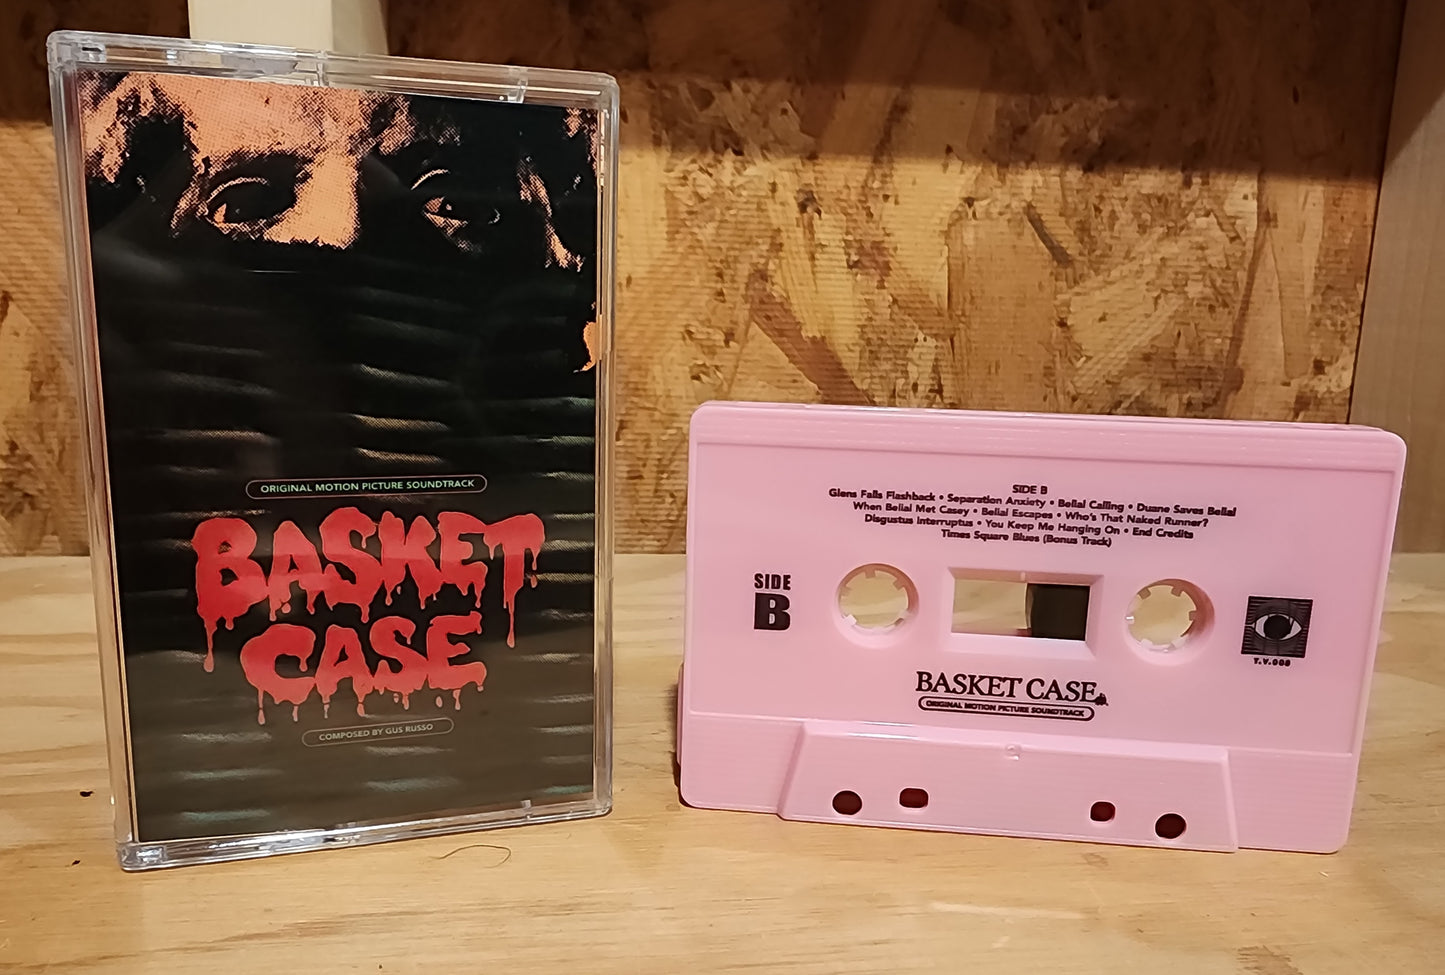 ORIGINAL MOTION PICTURE SOUNDTRACK
BASKET
CASE
COMPOSED BY GUS RUSSO
SIDE B
Glens Falls Flashback • Separation Anxiety • Belial Calling • Duane Saves Belial
When Belial Met Casey • Belial Escapes • Who's That Naked Runner?
Disgustus Interruptus • You Keep Me Hanging On • End Credits
Times Square Blues (Bonus Track)
SIDE
B
T.V.008
BASKET CASE
ORIGINAL MOTION PICTURE SOUNDTRACK